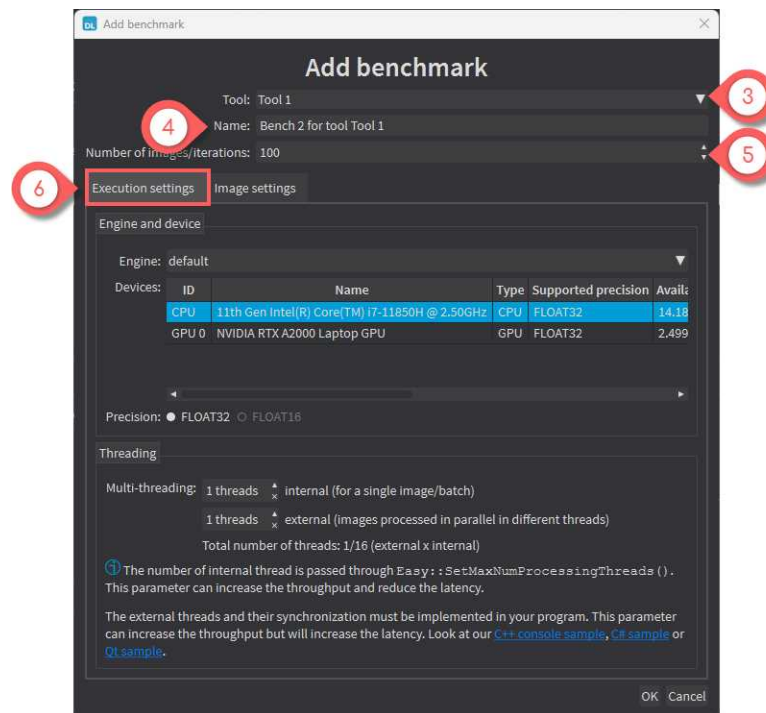 DL Add benchmark
Add benchmark
Tool: Tool 1
3
4
Name: Bench 2 for tool Tool 1
Number of images/iterations: 100
5
6
Execution settings Image settings
Engine and device
Engine: default
Devices: ID Name Type Supported precision Availa
CPU 11th Gen Intel(R) Core(TM) i7-11850H @ 2.50GHz CPU FLOAT32 14.18
GPU 0 NVIDIA RTX A2000 Laptop GPU GPU FLOAT32 2.499
Precision: FLOAT32 FLOAT16
Threading
Multi-threading: 1 threads internal (for a single image/batch)
1 threads external (images processed in parallel in different threads)
Total number of threads: 1/16 (external x internal)
The number of internal thread is passed through Easy::SetMaxNumProcessingThreads().
This parameter can increase the throughput and reduce the latency.
The external threads and their synchronization must be implemented in your program. This parameter
can increase the throughput but will increase the latency. Look at our C++ console sample, C# sample or
Qt sample.
OK Cancel